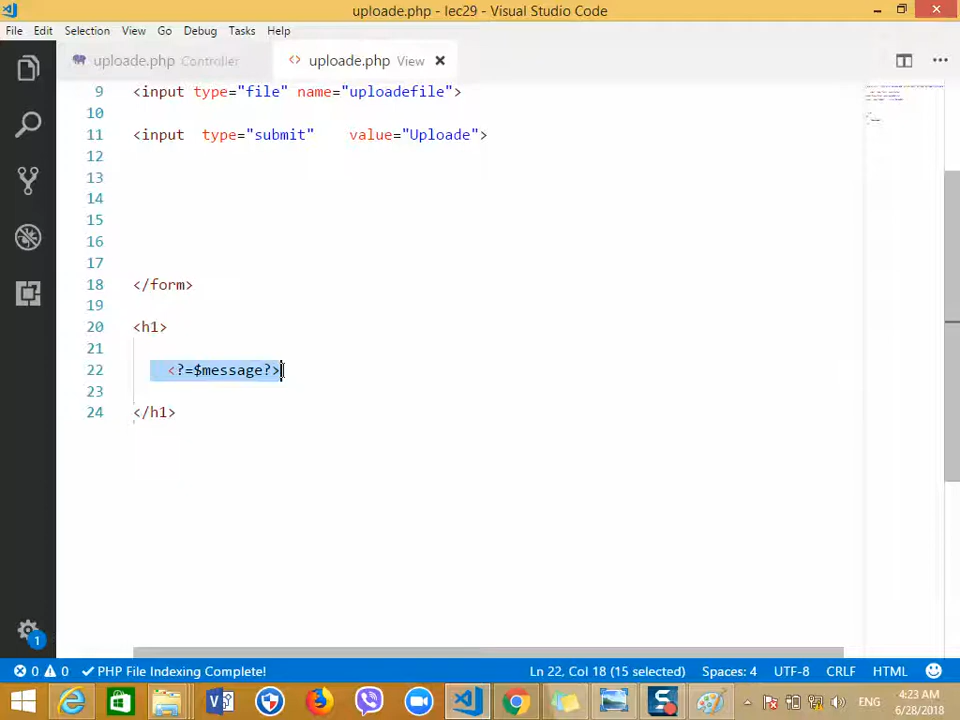 uploade.php - lec29 - Visual Studio Code
File Edit Selection View Go Debug Tasks Help
uploade.php Controller uploade.php View
9 <input type="file" name="uploadefile">
10
11 <input  type="submit"    value="Uploade">
12
13
14
15
16
17
18 </form>
19
20 <h1>
21
22 <?=$message?>
23
24 </h1>
1
0 0 PHP File Indexing Complete! Ln 22, Col 18 (15 selected) Spaces: 4 UTF-8 CRLF HTML
ENG
4:23 AM
6/28/2018